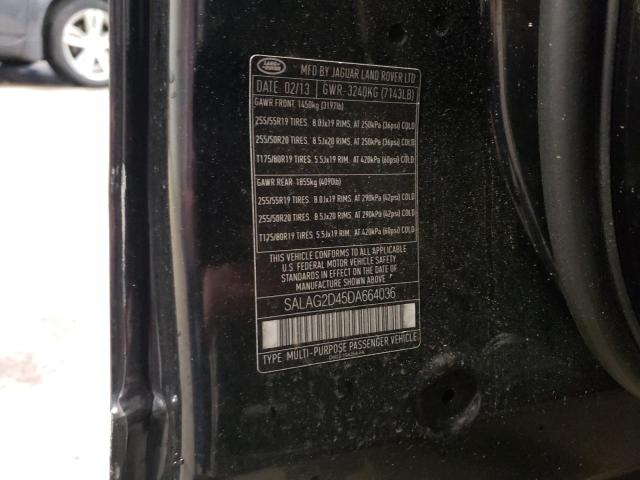 LAND ROVER
MFD BY JAGUAR LAND ROVER LTD
DATE: 02/13 GWR-3240KG (7143LB)
GAWR FRONT 1450kg (3197lb)
255/55R19 TIRES. 8.0Jx19 RIMS. AT 250kPa (36psi) COLD
255/50R20 TIRES. 8.5Jx20 RIMS. AT 250kPa (36psi) COLD
T175/80R19 TIRES. 5.5Jx19 RIM. AT 420kPa (60psi) COLD
GAWR REAR 1855kg (4090lb)
255/55R19 TIRES. 8.0Jx19 RIMS. AT 290kPa (42psi) COLD
255/50R20 TIRES. 8.5Jx20 RIMS. AT 290kPa (42psi) COLD
T175/80R19 TIRES. 5.5Jx19 RIM. AT 420kPa (60psi) COLD
THIS VEHICLE CONFORMS TO ALL APPLICABLE
U.S. FEDERAL MOTOR VEHICLE SAFETY
STANDARDS IN EFFECT ON THE DATE OF
MANUFACTURE SHOWN ABOVE
SALAG2D45DA664036
TYPE: MULTI-PURPOSE PASSENGER VEHICLE